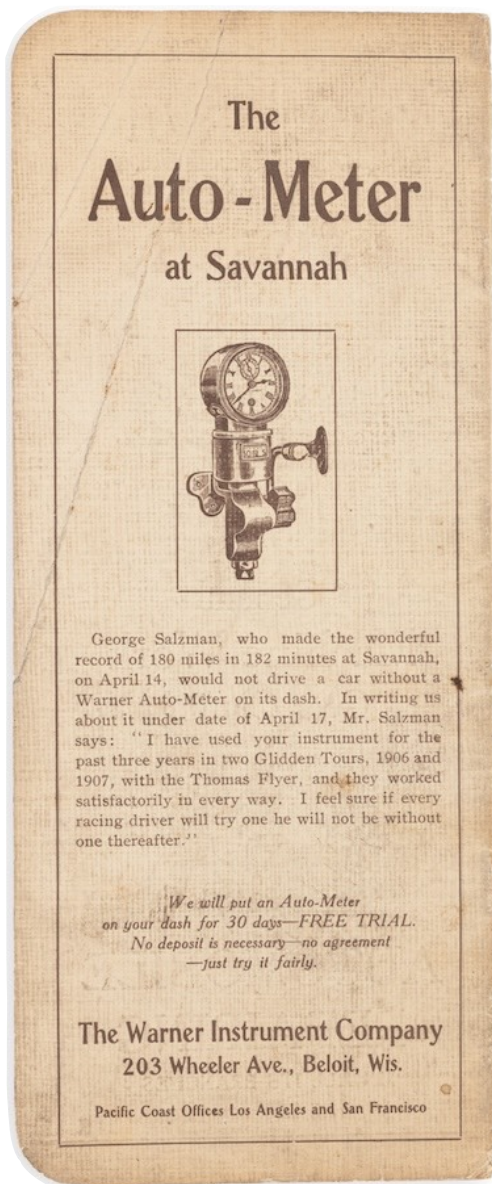 The
Auto-Meter
at Savannah
George Salzman, who made the wonderful
record of 180 miles in 182 minutes at Savannah,
on April 14, would not drive a car without a
Warner Auto-Meter on its dash. In writing us
about it under date of April 17, Mr. Salzman
says: "I have used your instrument for the
past three years in two Glidden Tours, 1906 and
1907, with the Thomas Flyer, and they worked
satisfactorily in every way. I feel sure if every
racing driver will try one he will not be without
one thereafter."
We will put an Auto-Meter
on your dash for 30 days—FREE TRIAL.
No deposit is necessary—no agreement
—just try it fairly.
The Warner Instrument Company
203 Wheeler Ave., Beloit, Wis.
Pacific Coast Offices Los Angeles and San Francisco